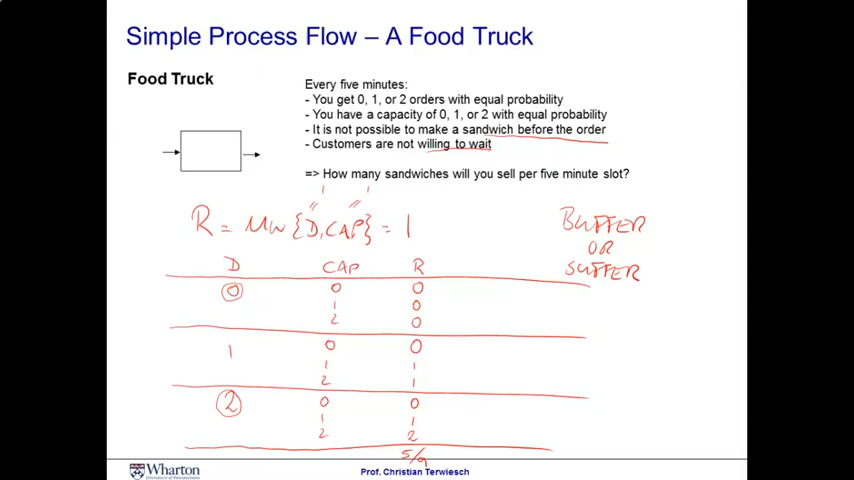 Simple Process Flow – A Food Truck
Food Truck
Every five minutes:
- You get 0, 1, or 2 orders with equal probability
- You have a capacity of 0, 1, or 2 with equal probability
- It is not possible to make a sandwich before the order
- Customers are not willing to wait
=> How many sandwiches will you sell per five minute slot?
1 1
R = MIN {D, CAP} = 1
BUFFER
OR
SUFFER
D CAP R
0 0 0
1 0
2 0
1 0 0
1 1
2 1
2 0 0
1 1
2 2
5/9
Wharton
Prof. Christian Terwiesch